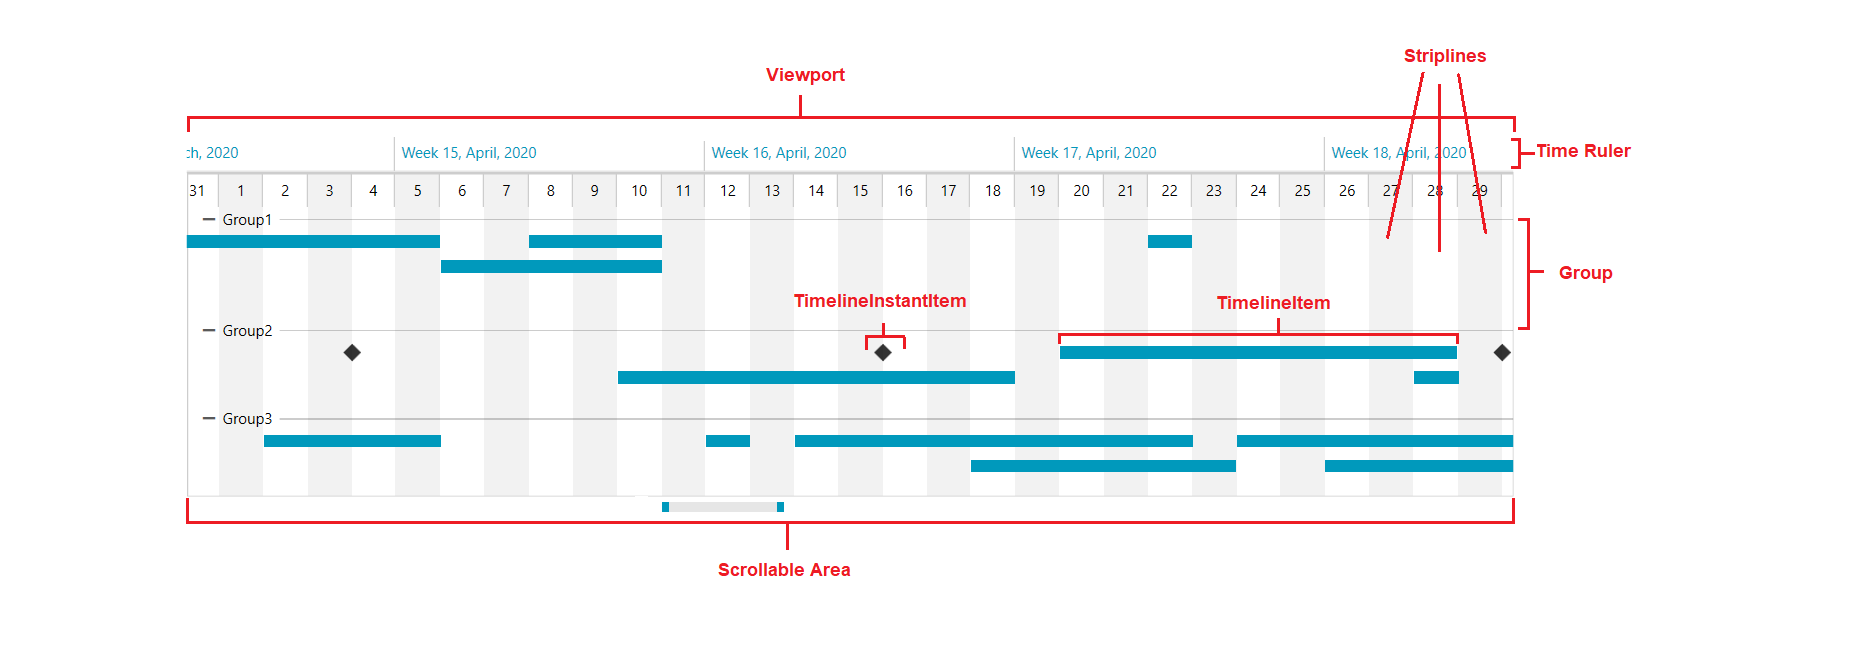 Striplines
Viewport
ch, 2020 Week 15, April, 2020 Week 16, April, 2020 Week 17, April, 2020 Week 18, April, 2020 Time Ruler
31 1 2 3 4 5 6 7 8 9 10 11 12 13 14 15 16 17 18 19 20 21 22 23 24 25 26 27 28 29
Group1
Group
TimelineInstantItem TimelineItem
Group2
Group3
Scrollable Area